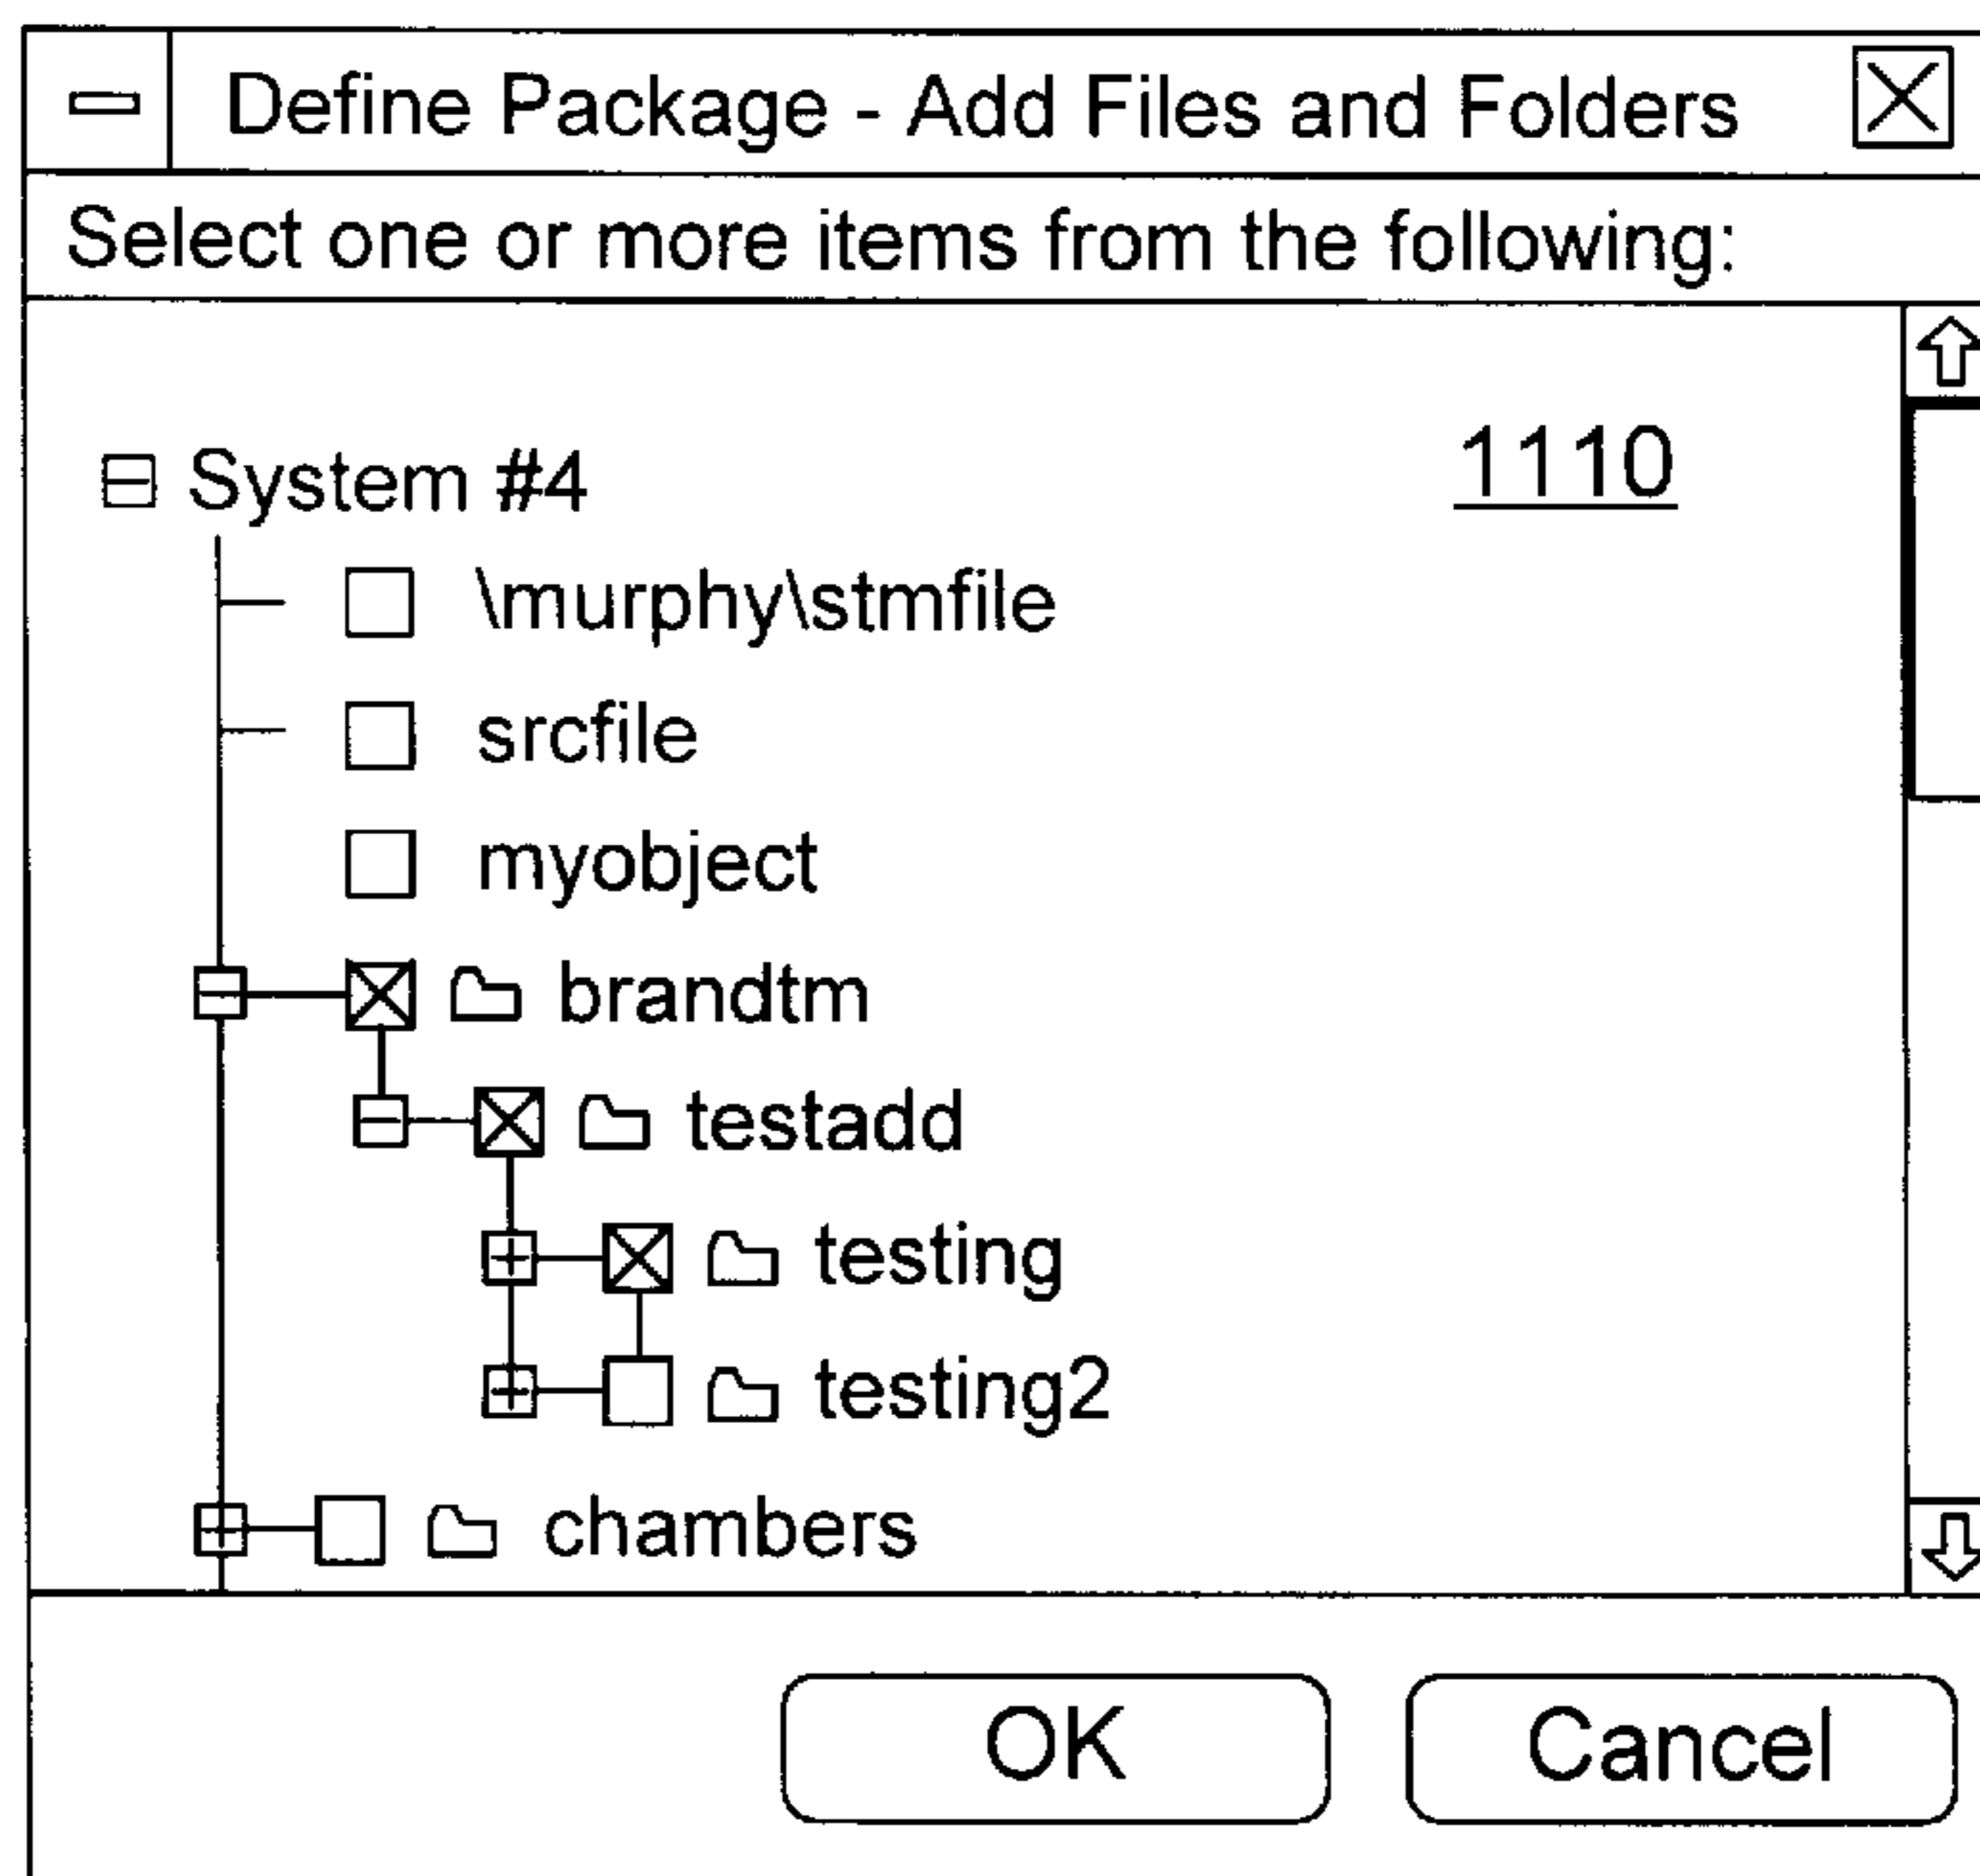 Define Package - Add Files and Folders
Select one or more items from the following:
System #4 1110
\murphy\stmfile
srcfile
myobject
brandtm
testadd
testing
testing2
chambers
OK Cancel